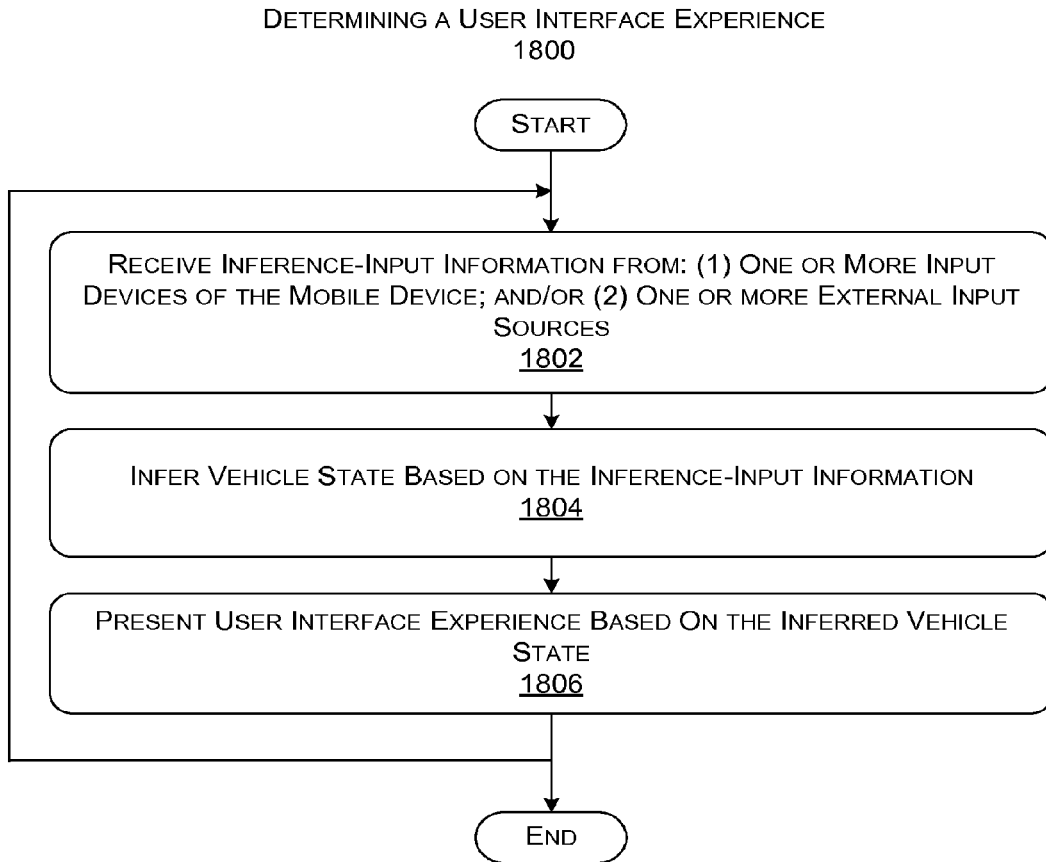 DETERMINING A USER INTERFACE EXPERIENCE
1800
START
RECEIVE INFERENCE-INPUT INFORMATION FROM: (1) ONE OR MORE INPUT
DEVICES OF THE MOBILE DEVICE; AND/OR (2) ONE OR MORE EXTERNAL INPUT
SOURCES
1802
INFER VEHICLE STATE BASED ON THE INFERENCE-INPUT INFORMATION
1804
PRESENT USER INTERFACE EXPERIENCE BASED ON THE INFERRED VEHICLE
STATE
1806
END